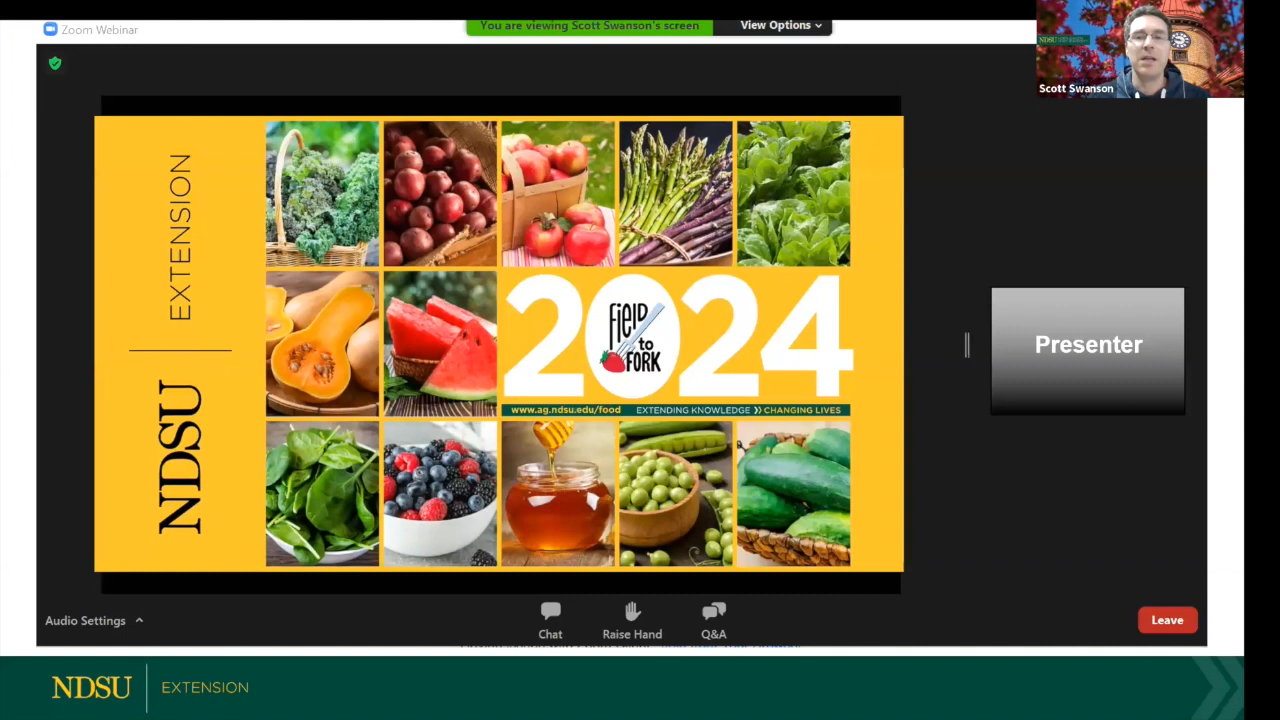 Zoom Webinar
You are viewing Scott Swanson's screen
View Options
NDSU
Scott Swanson
EXTENSION
NDSU
2024
FiELD
to
FORK
www.ag.ndsu.edu/food EXTENDING KNOWLEDGE CHANGING LIVES
Presenter
Audio Settings
Chat
Raise Hand
Q&A
Leave
NDSU EXTENSION